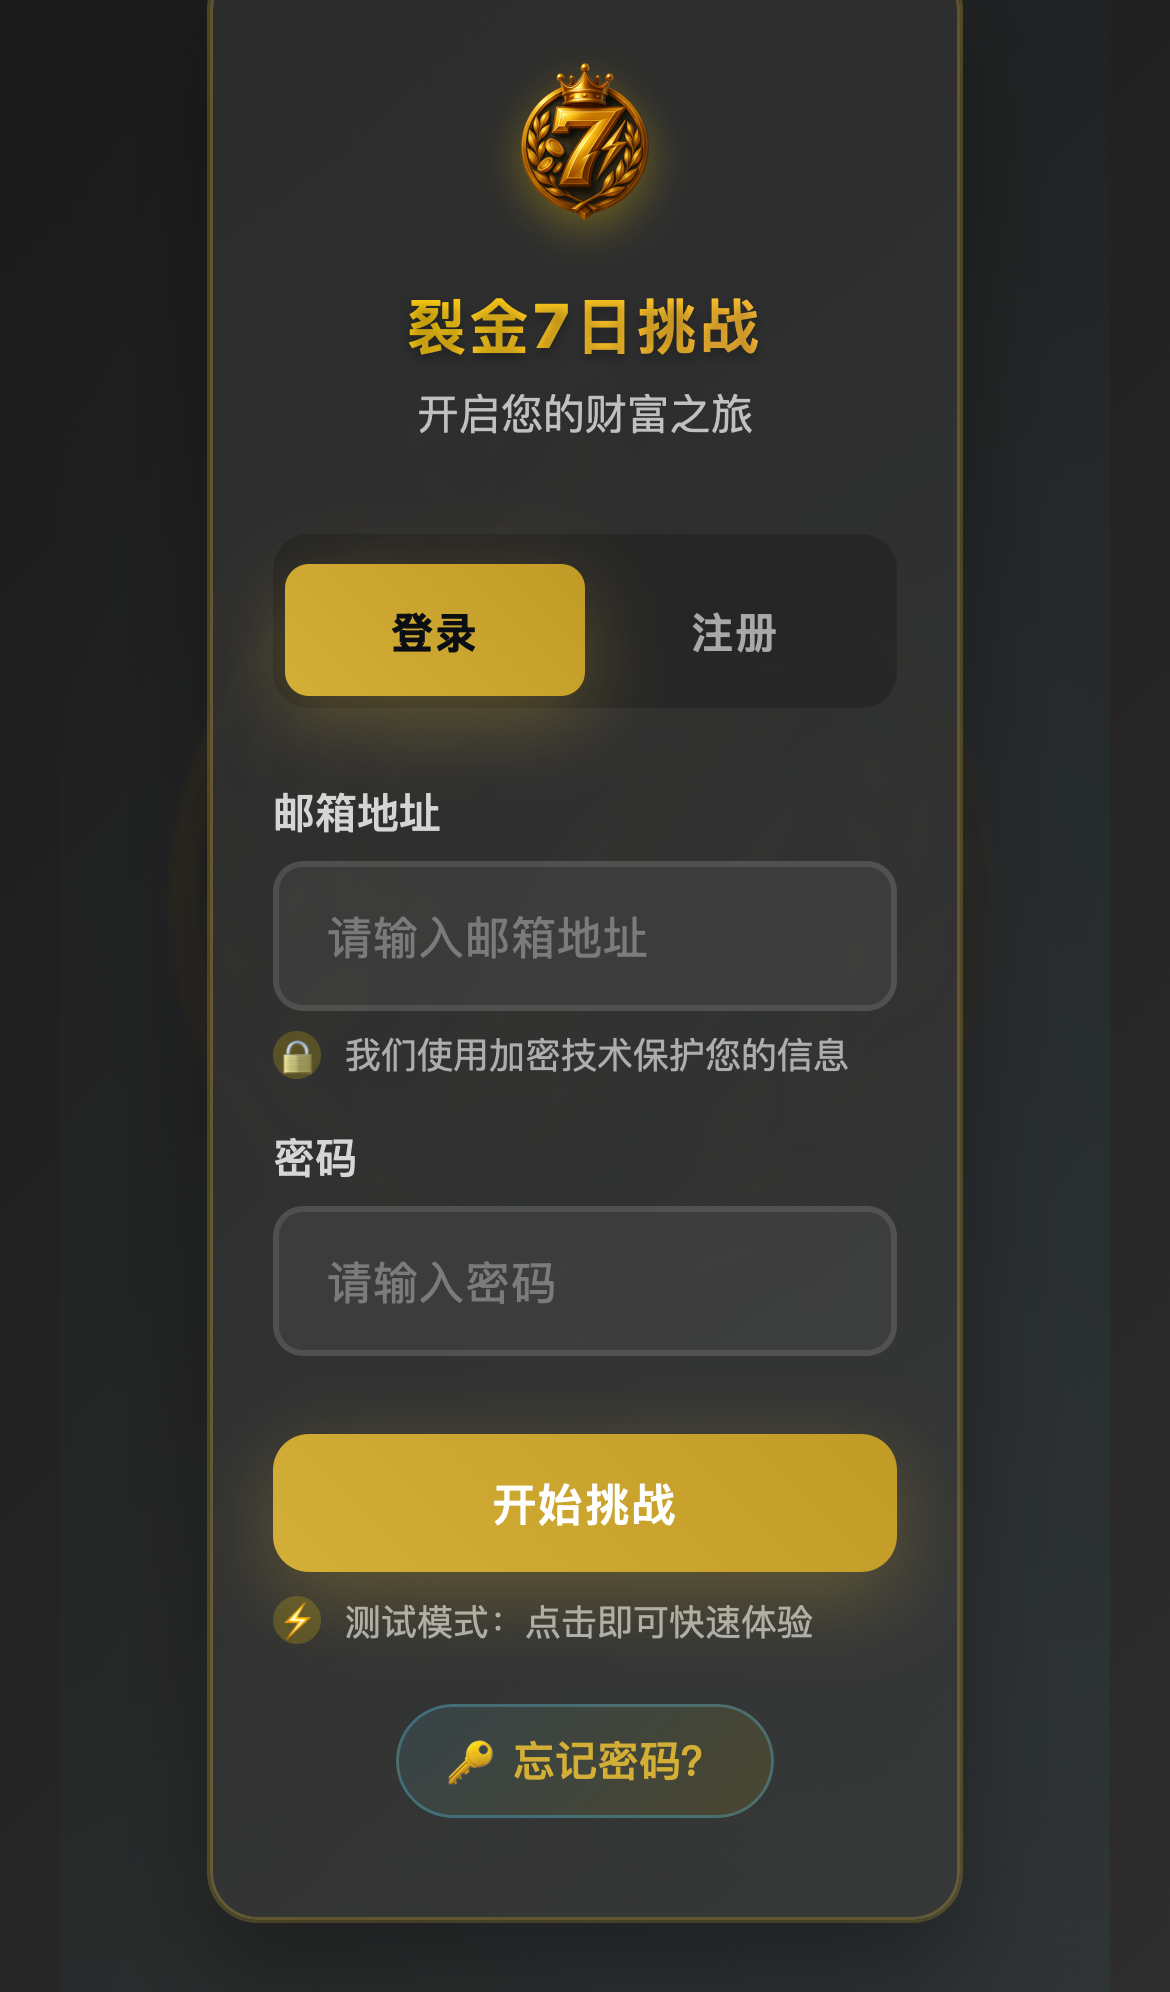 7
裂金7日挑战
开启您的财富之旅
登录
注册
邮箱地址
请输入邮箱地址
🔒 我们使用加密技术保护您的信息
密码
请输入密码
开始挑战
⚡ 测试模式：点击即可快速体验
🔑 忘记密码?